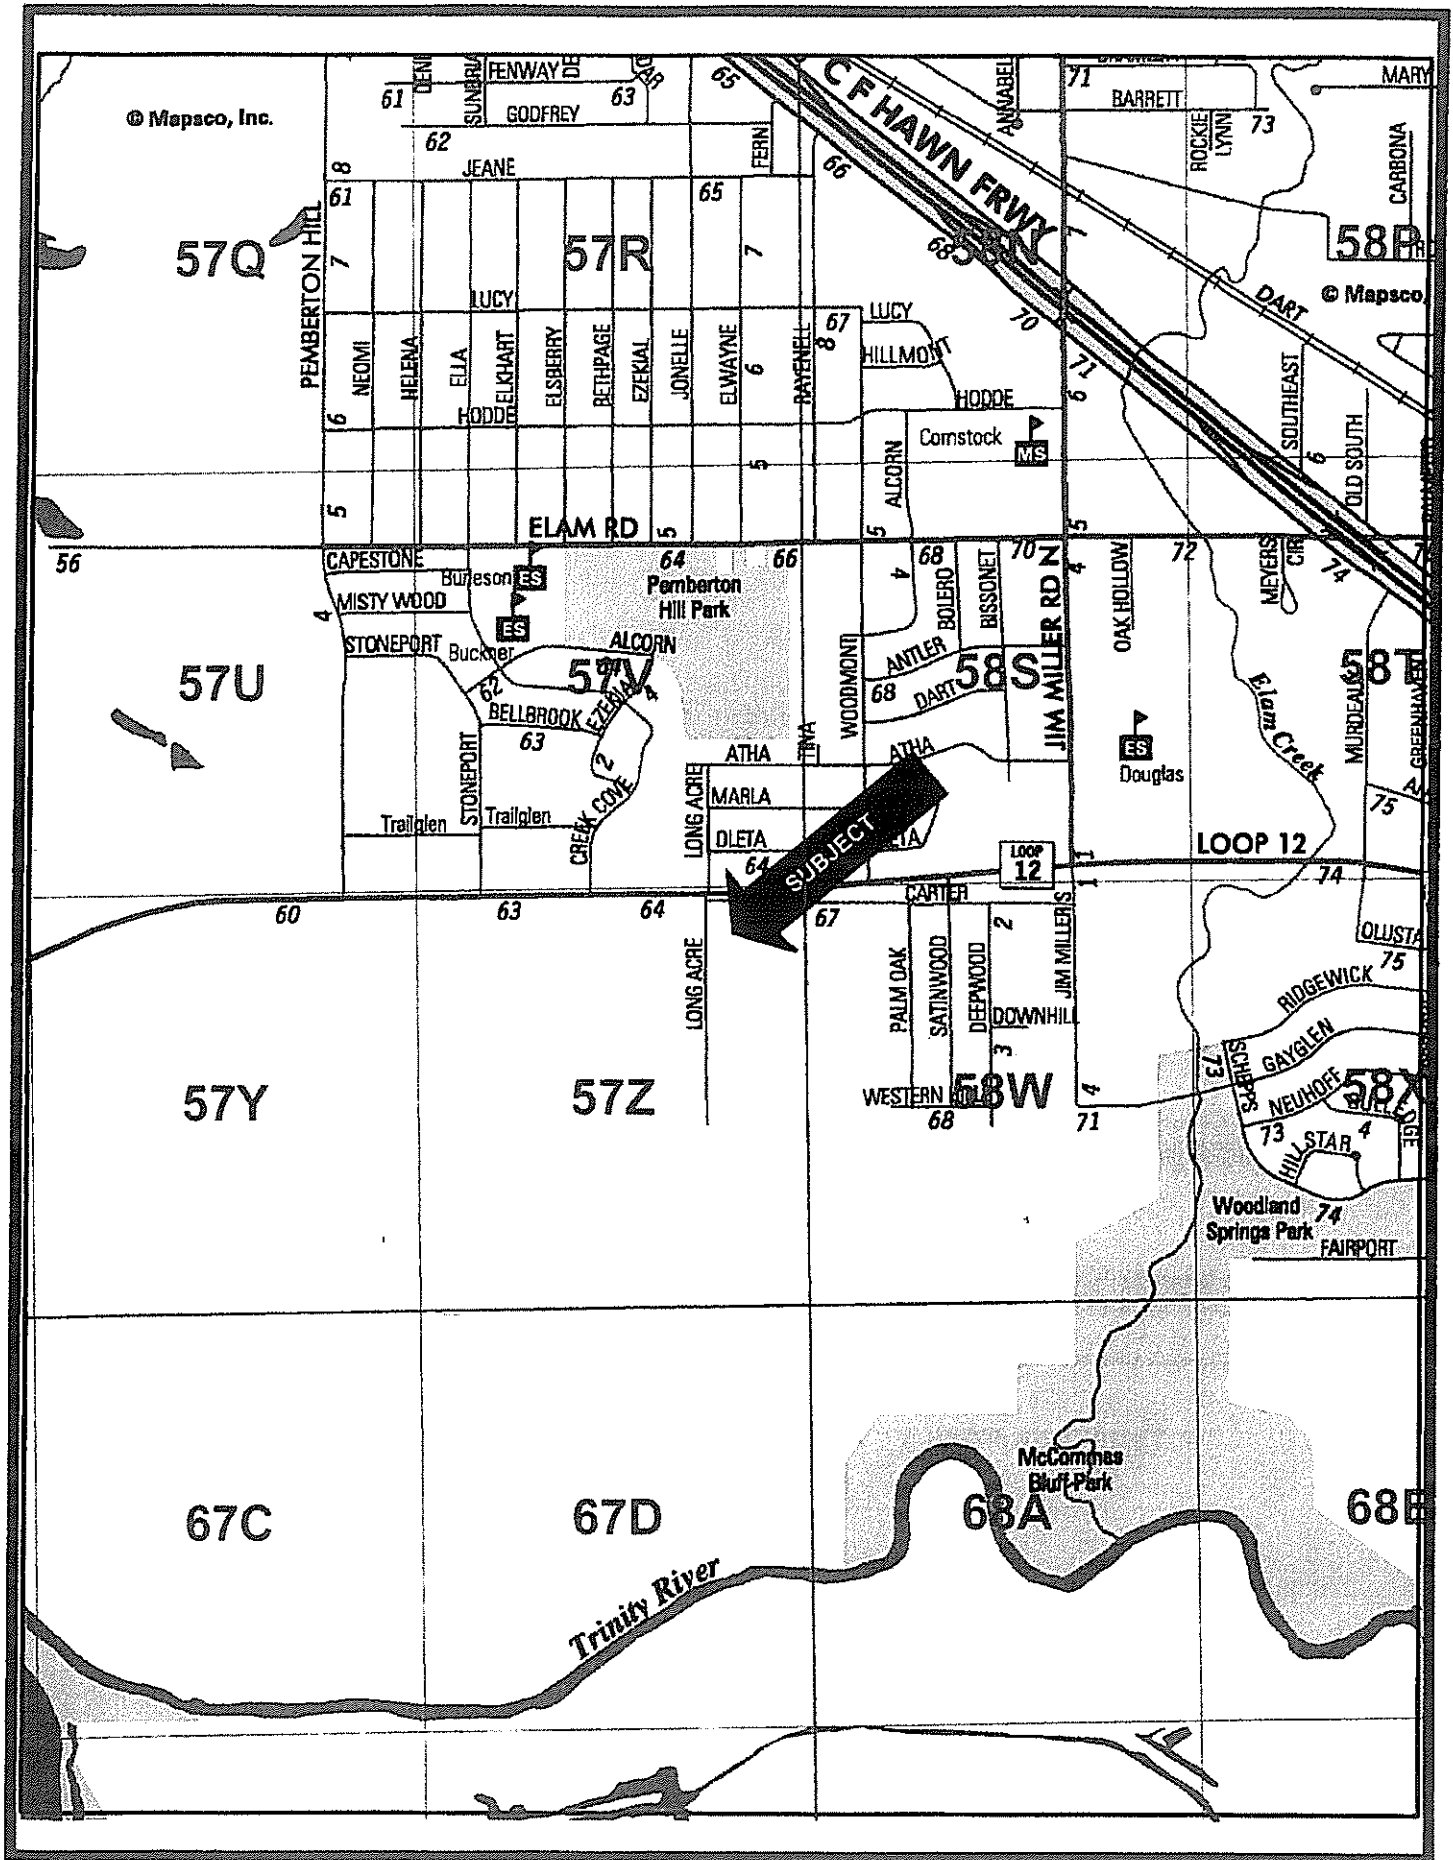 © Mapsco, Inc.
FENWAY
61
63
65
C F HAWN FRWY
ANNABEL
71
BARRETT
73
MARY
GODFREY
62
FERN
66
ROCKIE
LYNN
CARBONA
8
JEANE
61
65
PEMBERTON HILL
57Q
57R
7
7
68
58P
© Mapsco,
DART
LUCY
70
67
LUCY
8
HILLMONT
71
NEOMI
HELENA
ELLA
ELKHART
ELSBERRY
BETHPAGE
EZEKIAL
JONELLE
ELWAYNE
6
RAYENELL
6
HODDE
HODDE
6
SOUTHEAST
6
OLD SOUTH
Comstock
MS
ALCORN
5
5
ELAM RD
5
5
5
56
CAPESTONE
Burleson
ES
64
66
68
70
72
74
7
Pemberton
Hill Park
4
MISTY WOOD
ES
4
BOLERO
BISSONET
JIM MILLER RD N
4
OAK HOLLOW
MEYERS
CIR
STONEPORT
Buckner
ALCORN
57U
57V
62
EZEKIAL
4
WOODMONT
ANTLER
58S
68
DART
Elam Creek
58T
MURDEAUX
GREENHAVEN
BELLBROOK
63
2
STONEPORT
ATHA
TINA
ATHA
ES
Douglas
LONG ACRE
MARLA
75
Trailglen
Trailglen
CREEK COVE
OLETA
64
SUBJECT
LOOP
12
1
LOOP 12
74
60
63
64
67
CARTER
1
LONG ACRE
PALM OAK
SATINWOOD
DEEPWOOD
2
DOWNHILL
3
JIM MILLER S
OLUSTA
75
RIDGEWICK
GAYGLEN
SCHEPPS
73
NEUHOFF
57Y
57Z
WESTERN
58W
68
4
71
58X
73
STAR
HILL
4
Woodland
Springs Park
74
FAIRPORT
McCommas
Bluff Park
67C
67D
68A
Trinity River